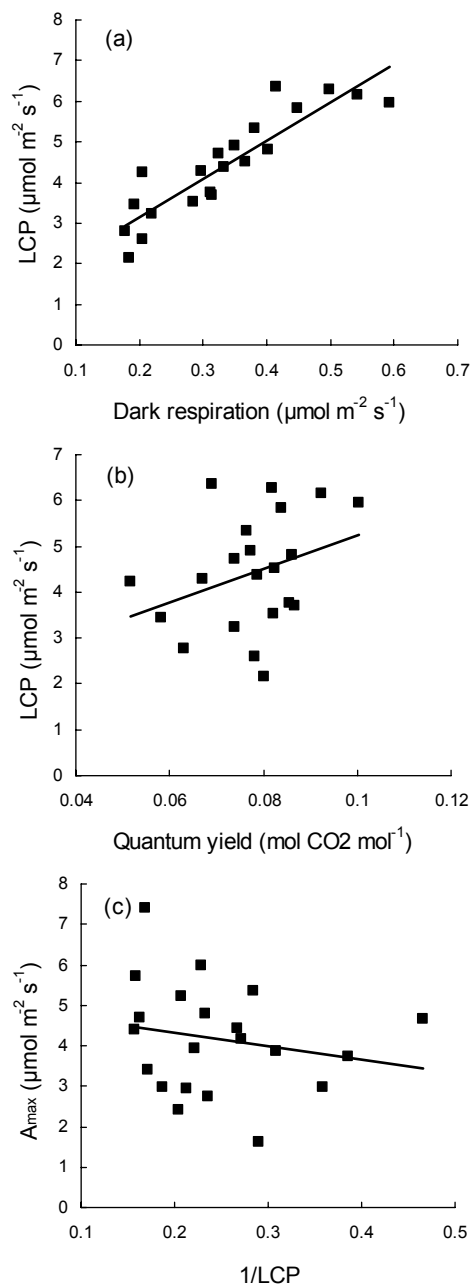 (a)
LCP (µmol m-2 s-1)
8
7
6
5
4
3
2
1
0
0.1 0.2 0.3 0.4 0.5 0.6 0.7
Dark respiration (µmol m-2 s-1)
(b)
LCP (µmol m-2 s-1)
7
6
5
4
3
2
1
0
0.04 0.06 0.08 0.1 0.12
Quantum yield (mol CO2 mol-1)
(c)
Amax (µmol m-2 s-1)
8
7
6
5
4
3
2
1
0
0.1 0.2 0.3 0.4 0.5
1/LCP